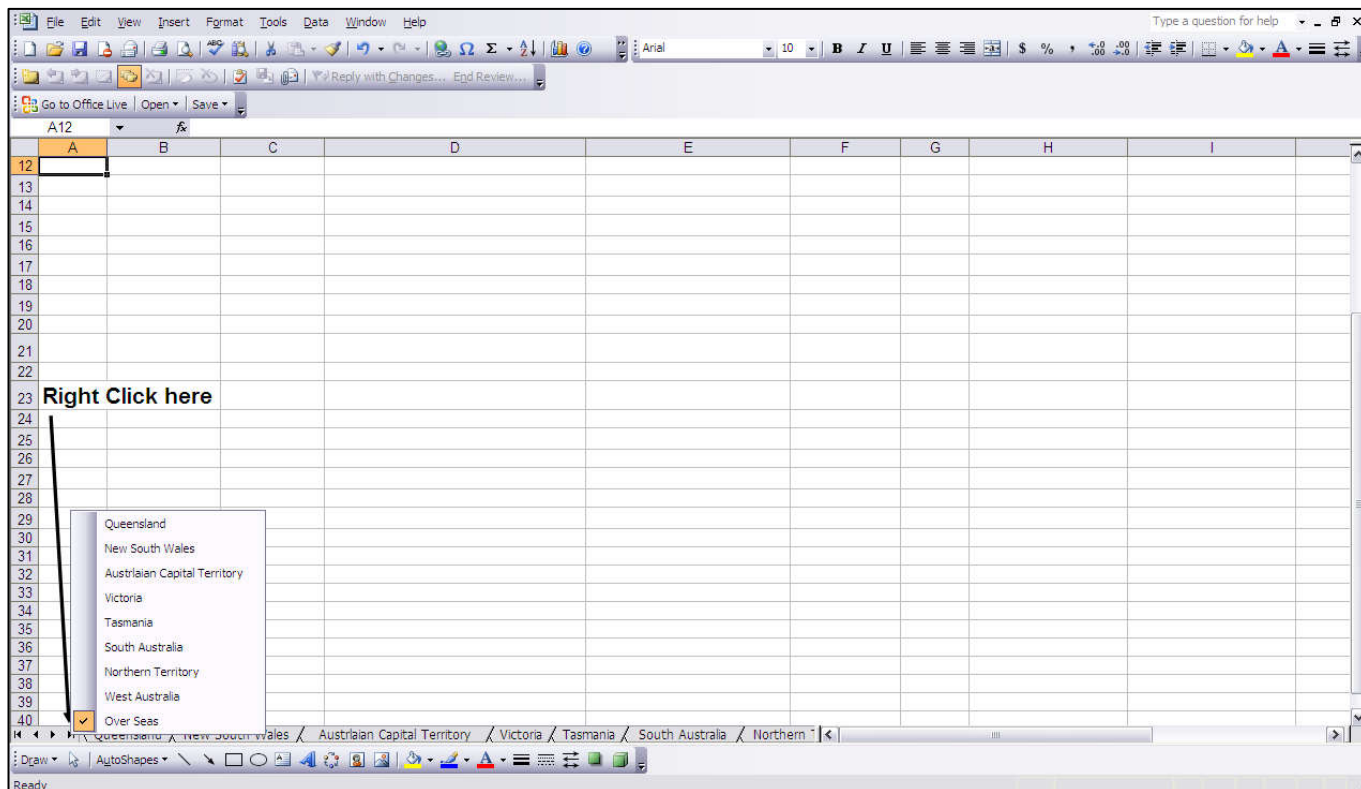 File Edit View Insert Format Tools Data Window Help Type a question for help
Arial 10 B I U $ % ,
Reply with Changes... End Review...
Go to Office Live Open Save
A12 fx
A B C D E F G H I
12
13
14
15
16
17
18
19
20
21
22
23 Right Click here
24
25
26
27
28
29 Queensland
30
31 New South Wales
32 Austrlaian Capital Territory
33 Victoria
34
35 Tasmania
36 South Australia
37 Northern Territory
38
39 West Australia
40 Over Seas
Queensland New South Wales Austrlaian Capital Territory Victoria Tasmania South Australia Northern T
Draw AutoShapes
Ready